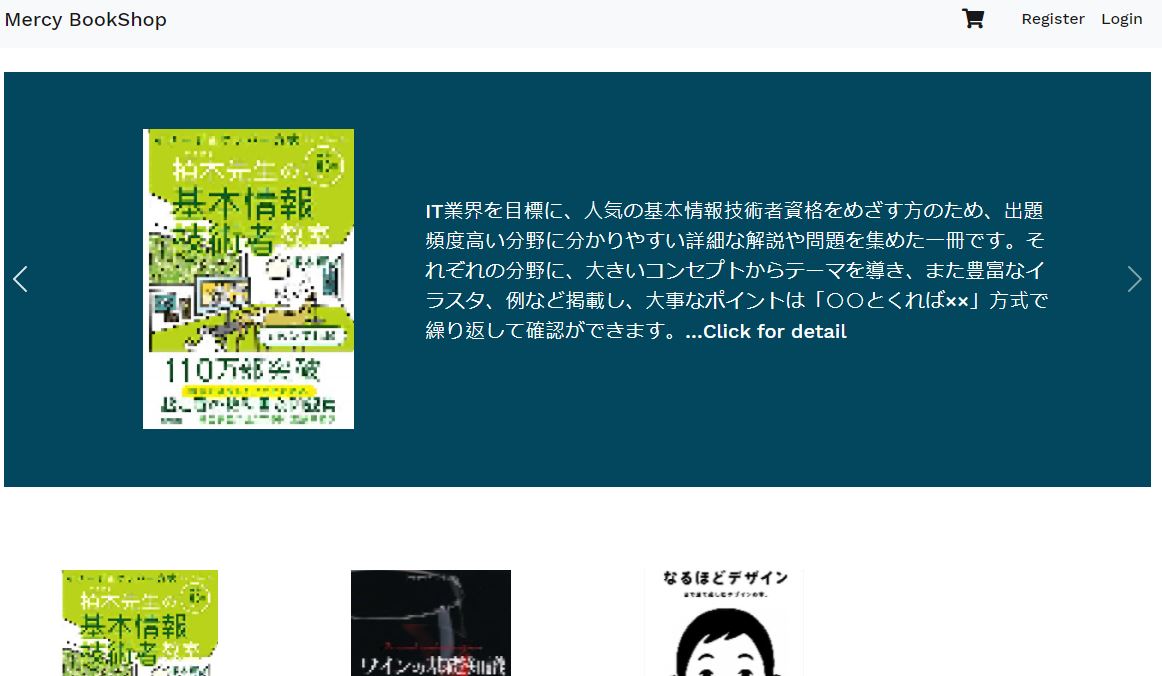 Mercy BookShop
Register Login
柏木先生の
基本情報
技術者教室
110万部突破
IT業界を目標に、人気の基本情報技術者資格をめざす方のため、出題
頻度高い分野に分かりやすい詳細な解説や問題を集めた一冊です。そ
れぞれの分野に、大きいコンセプトからテーマを導き、また豊富なイ
ラスタ、例など掲載し、大事なポイントは「〇〇とくれば××」方式で
繰り返して確認ができます。...Click for detail
柏木先生の
基本情報
技術者教室
ワインの基礎知識
なるほどデザイン